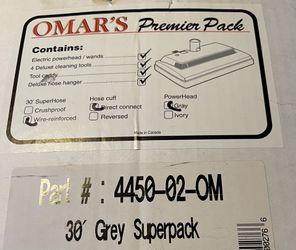 OMAR'S Premier Pack
Contains:
Electric powerhead / wands
4 Deluxe cleaning tools
Tool caddy
Deluxe hose hanger
30' SuperHose
Crushproof
Wire-reinforced
Hose cuff
Direct connect
Reversed
PowerHead
Gray
Ivory
Made in Canada
Part # : 4450-02-OM
30' Grey Superpack